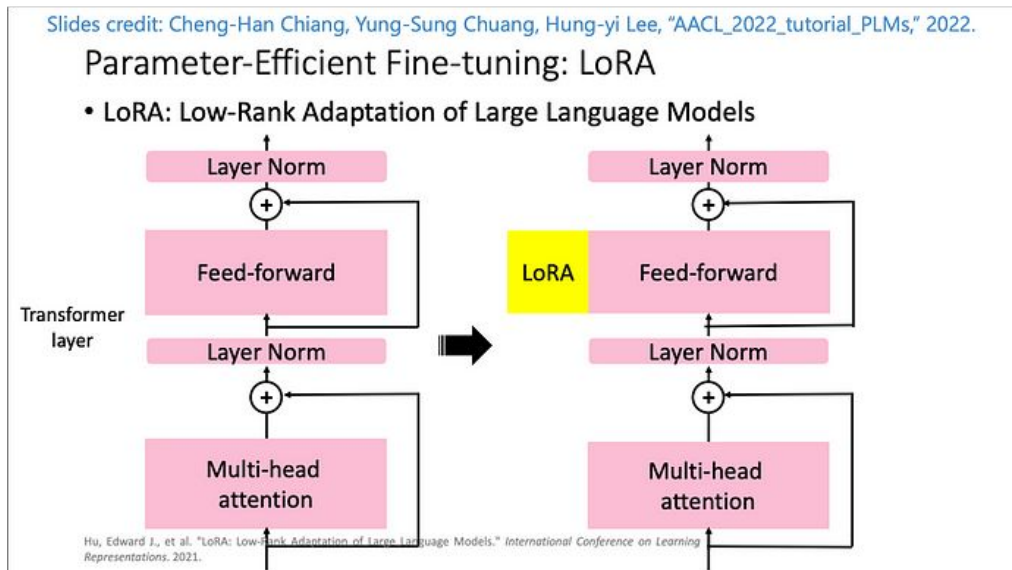 Slides credit: Cheng-Han Chiang, Yung-Sung Chuang, Hung-yi Lee, “AACL_2022_tutorial_PLMs,” 2022.
Parameter-Efficient Fine-tuning: LoRA
• LoRA: Low-Rank Adaptation of Large Language Models
Layer Norm
+
Feed-forward
Transformer
layer
Layer Norm
+
Multi-head
attention
Layer Norm
+
LoRA
Feed-forward
Layer Norm
+
Multi-head
attention
Hu, Edward J., et al. "LoRA: Low-Rank Adaptation of Large Language Models." International Conference on Learning
Representations. 2021.